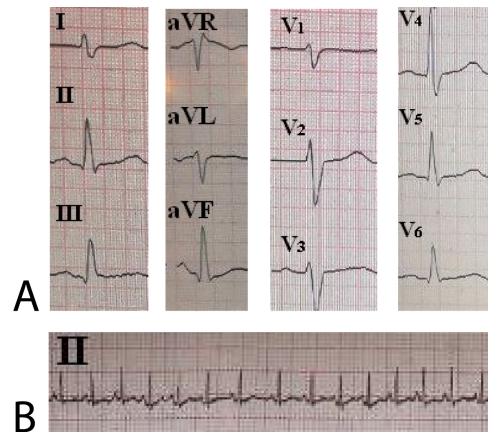 I aVR V1 V4
II aVL V2 V5
III aVF V3 V6
A
II
B